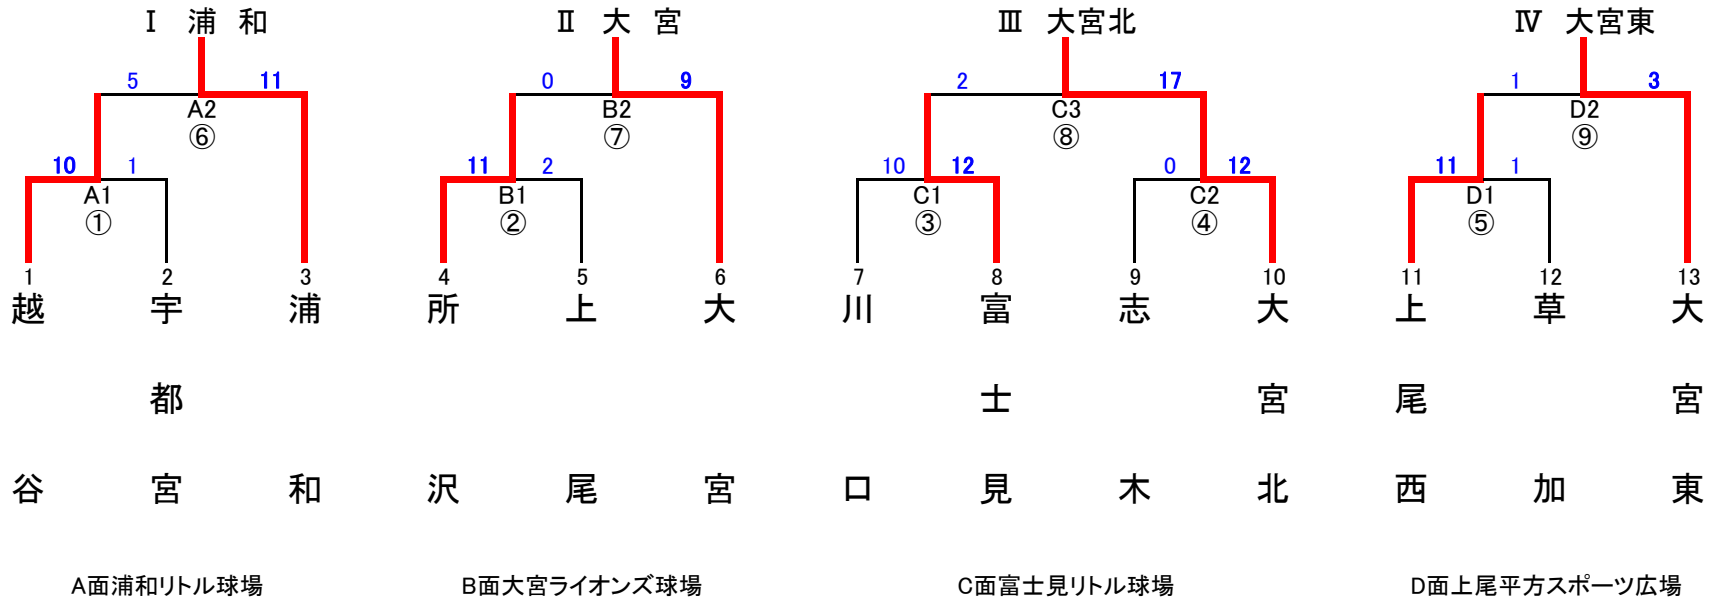 Ⅰ 浦 和
Ⅱ 大 宮
Ⅲ 大宮北
Ⅳ 大宮東
5 11 0 9 2 17 1 3
A2 B2 C3 D2
⑥ ⑦ ⑧ ⑨
10 1 11 2 10 12 0 12 11 1
A1 B1 C1 C2 D1
① ② ③ ④ ⑤
1 2 3 4 5 6 7 8 9 10 11 12 13
越谷
宇都宮
浦和
所沢
上尾
大宮
川口
富士見
志木
大宮北
上尾西
草加
大宮東
A面浦和リトル球場
B面大宮ライオンズ球場
C面富士見リトル球場
D面上尾平方スポーツ広場